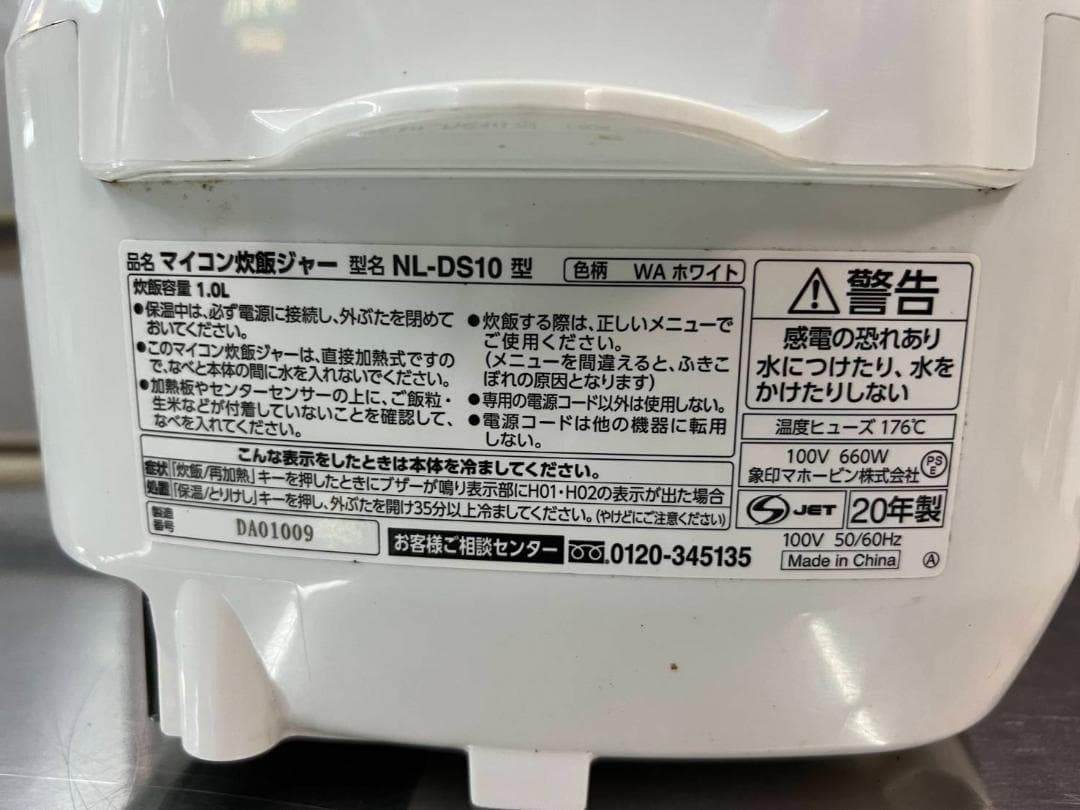 品名 マイコン炊飯ジャー 型名 NL-DS10 型 色柄 WA ホワイト
炊飯容量 1.0L
●保温中は、必ず電源に接続し、外ぶたを閉めて
おいてください。
●このマイコン炊飯ジャーは、直接加熱式ですの
で、なべと本体の間に水を入れないでください。
●加熱板やセンターセンサーの上に、ご飯粒・
生米などが付着していないことを確認して、
なべを入れてください。
●炊飯する際は、正しいメニューで
ご使用ください。
(メニューを間違えると、ふきこ
ぼれの原因となります)
●専用の電源コード以外は使用しない。
●電源コードは他の機器に転用
しない。
こんな表示をしたときは本体を冷ましてください。
症状 「炊飯/再加熱」キーを押したときにブザーが鳴り表示部にH01・H02の表示が出た場合
処置 「保温/とりけし」キーを押し、外ぶたを開け35分以上冷ましてください。(やけどにご注意ください)
製造
番号
DA01009
お客様ご相談センター 0120-345135
警告
感電の恐れあり
水につけたり、水を
かけたりしない
温度ヒューズ 176℃
100V 660W
象印マホービン株式会社
PS
E
S JET
20年製
100V 50/60Hz
Made in China
A